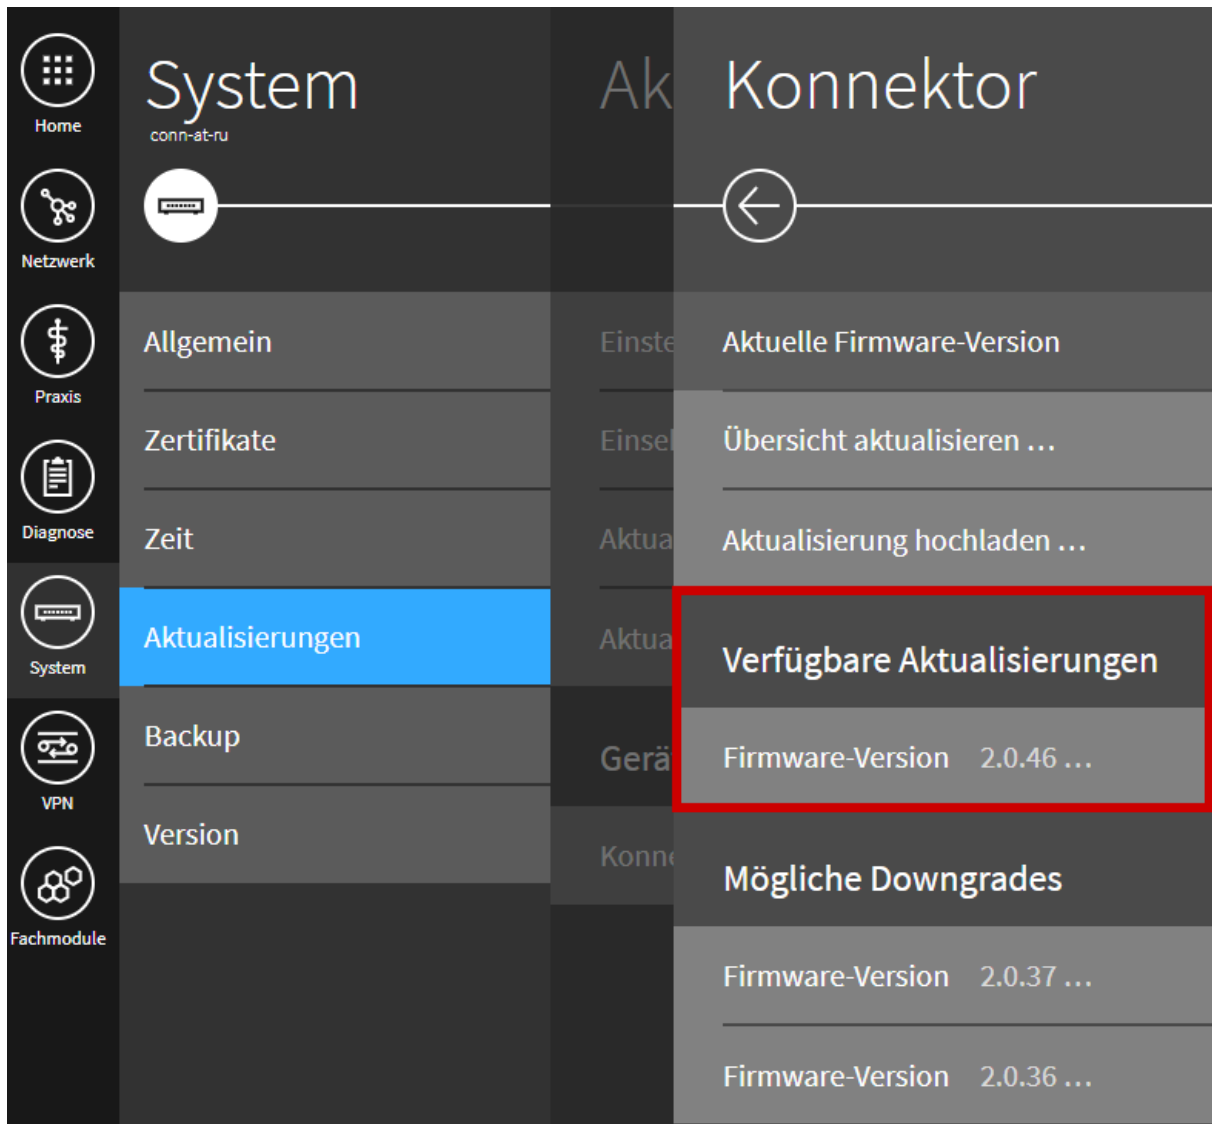 Home
Netzwerk
Praxis
Diagnose
System
VPN
Fachmodule
System
conn-at-ru
Allgemein
Zertifikate
Zeit
Aktualisierungen
Backup
Version
Ak
Einste
Einsel
Aktua
Aktua
Gerä
Konne
Konnektor
Aktuelle Firmware-Version
Übersicht aktualisieren ...
Aktualisierung hochladen ...
Verfügbare Aktualisierungen
Firmware-Version 2.0.46 ...
Mögliche Downgrades
Firmware-Version 2.0.37 ...
Firmware-Version 2.0.36 ...